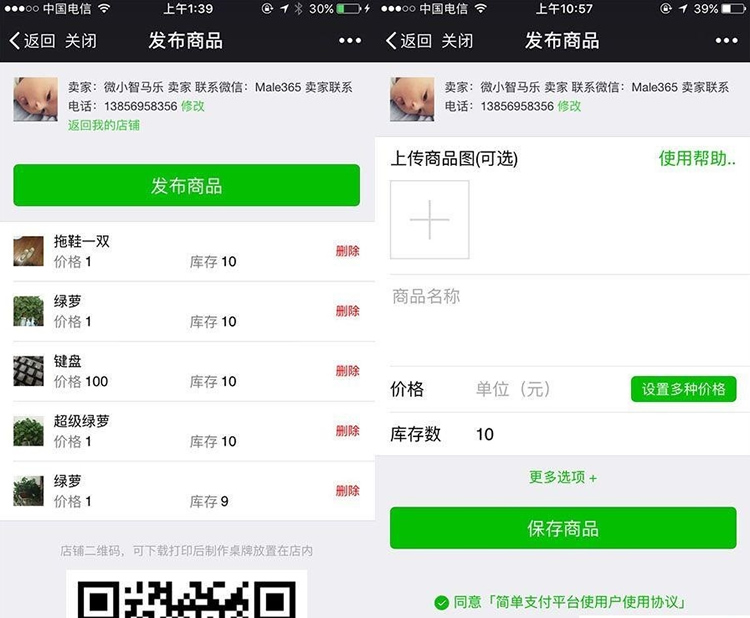 中国电信
上午1:39
30%
返回 关闭
发布商品
卖家：微小智马乐 卖家 联系微信：Male365 卖家联系
电话：13856958356 修改
返回我的店铺
发布商品
拖鞋一双
价格 1
库存 10
删除
绿萝
价格 1
库存 10
删除
键盘
价格 100
库存 10
删除
超级绿萝
价格 1
库存 10
删除
绿萝
价格 1
库存 9
删除
店铺二维码，可下载打印后制作桌牌放置在店内
中国电信
上午10:57
39%
返回 关闭
发布商品
卖家：微小智马乐 卖家 联系微信：Male365 卖家联系
电话：13856958356 修改
上传商品图(可选)
使用帮助..
商品名称
价格
单位（元）
设置多种价格
库存数
10
更多选项 +
保存商品
同意「简单支付平台使用户使用协议」